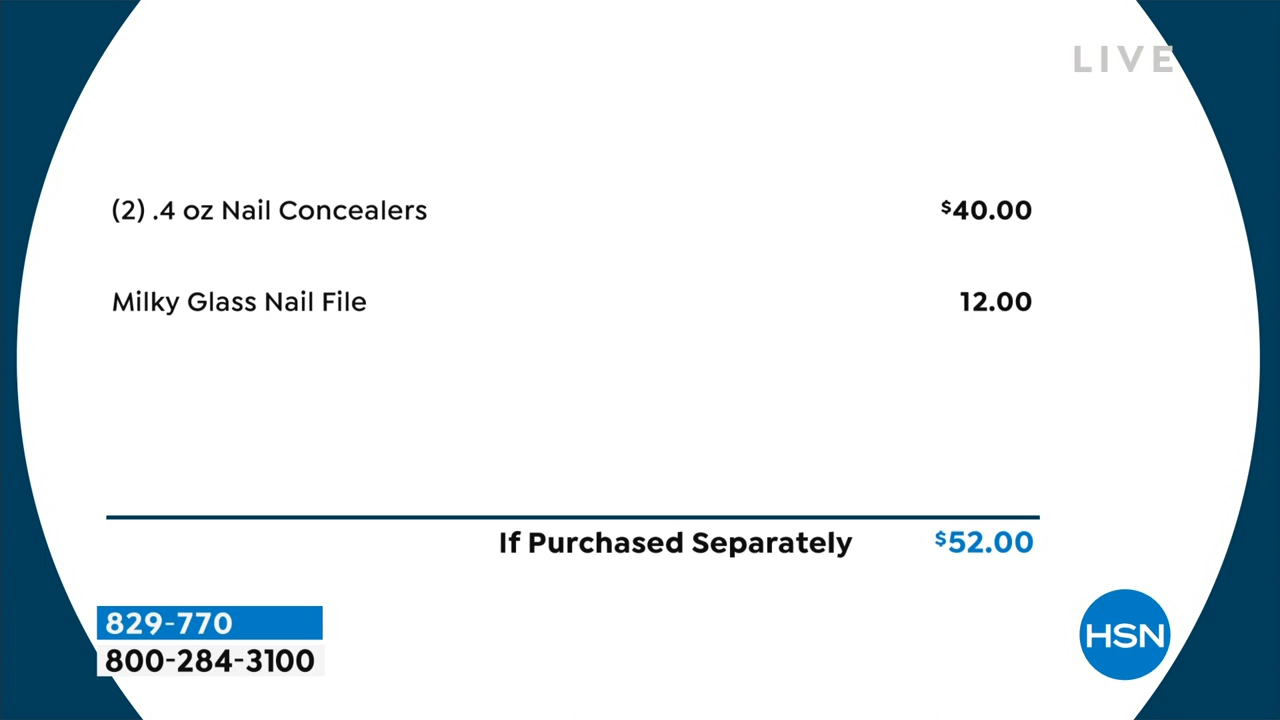 LIVE
(2) .4 oz Nail Concealers $40.00
Milky Glass Nail File 12.00
If Purchased Separately $52.00
829-770
800-284-3100
HSN